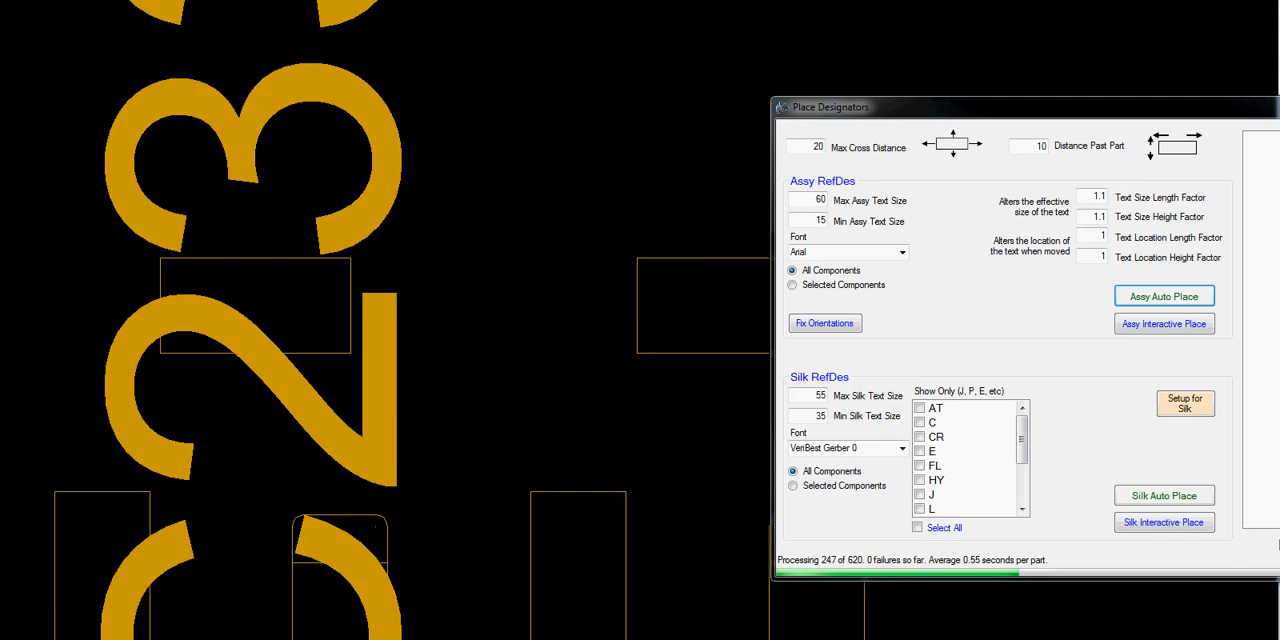 C23
Place Designators
20 Max Cross Distance
10 Distance Past Part
Assy RefDes
60 Max Assy Text Size
15 Min Assy Text Size
Font
Arial
All Components
Selected Components
Fix Orientations
Alters the effective
size of the text
Alters the location of
the text when moved
1.1 Text Size Length Factor
1.1 Text Size Height Factor
1 Text Location Length Factor
1 Text Location Height Factor
Assy Auto Place
Assy Interactive Place
Silk RefDes
55 Max Silk Text Size
35 Min Silk Text Size
Font
VeriBest Gerber 0
All Components
Selected Components
Show Only (J, P, E, etc)
AT
C
CR
E
FL
HY
J
L
Select All
Setup for
Silk
Silk Auto Place
Silk Interactive Place
Processing 247 of 620. 0 failures so far. Average 0.55 seconds per part.